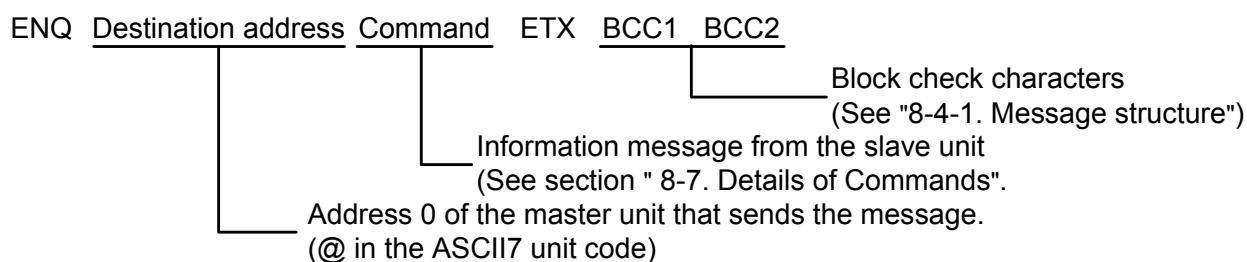 ENQ Destination address Command ETX BCC1 BCC2
Block check characters
(See "8-4-1. Message structure")
Information message from the slave unit
(See section " 8-7. Details of Commands".
Address 0 of the master unit that sends the message.
(@ in the ASCII7 unit code)